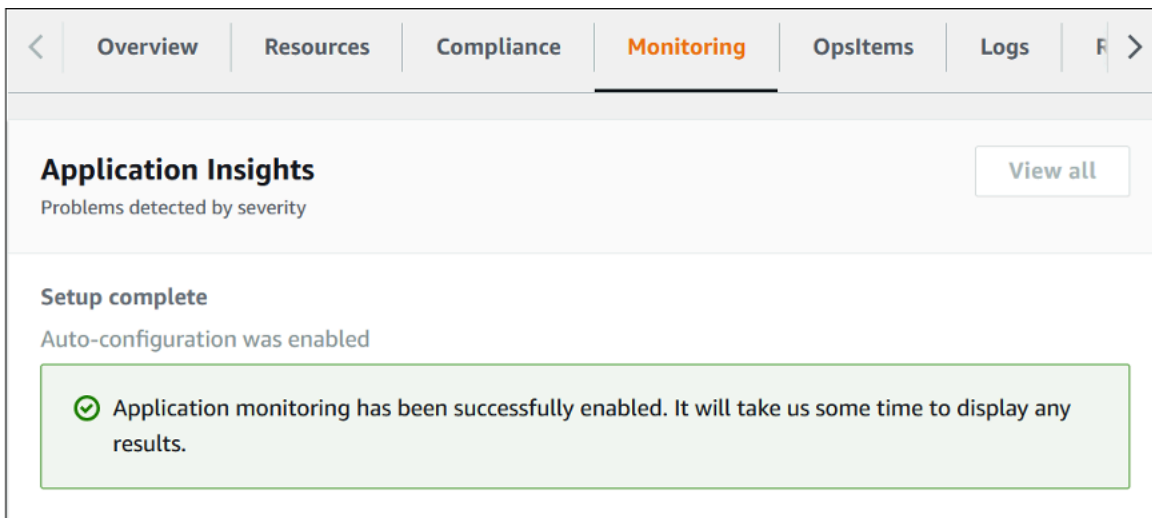 Overview Resources Compliance Monitoring OpsItems Logs
Application Insights
View all
Problems detected by severity
Setup complete
Auto-configuration was enabled
Application monitoring has been successfully enabled. It will take us some time to display any
results.